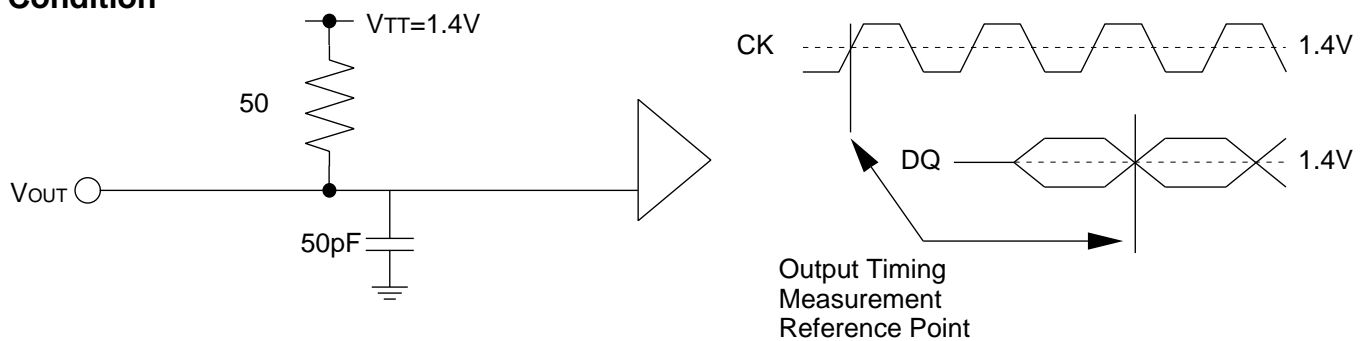 Condition
VTT=1.4V
50
VOUT
50pF
CK
1.4V
DQ
1.4V
Output Timing
Measurement
Reference Point